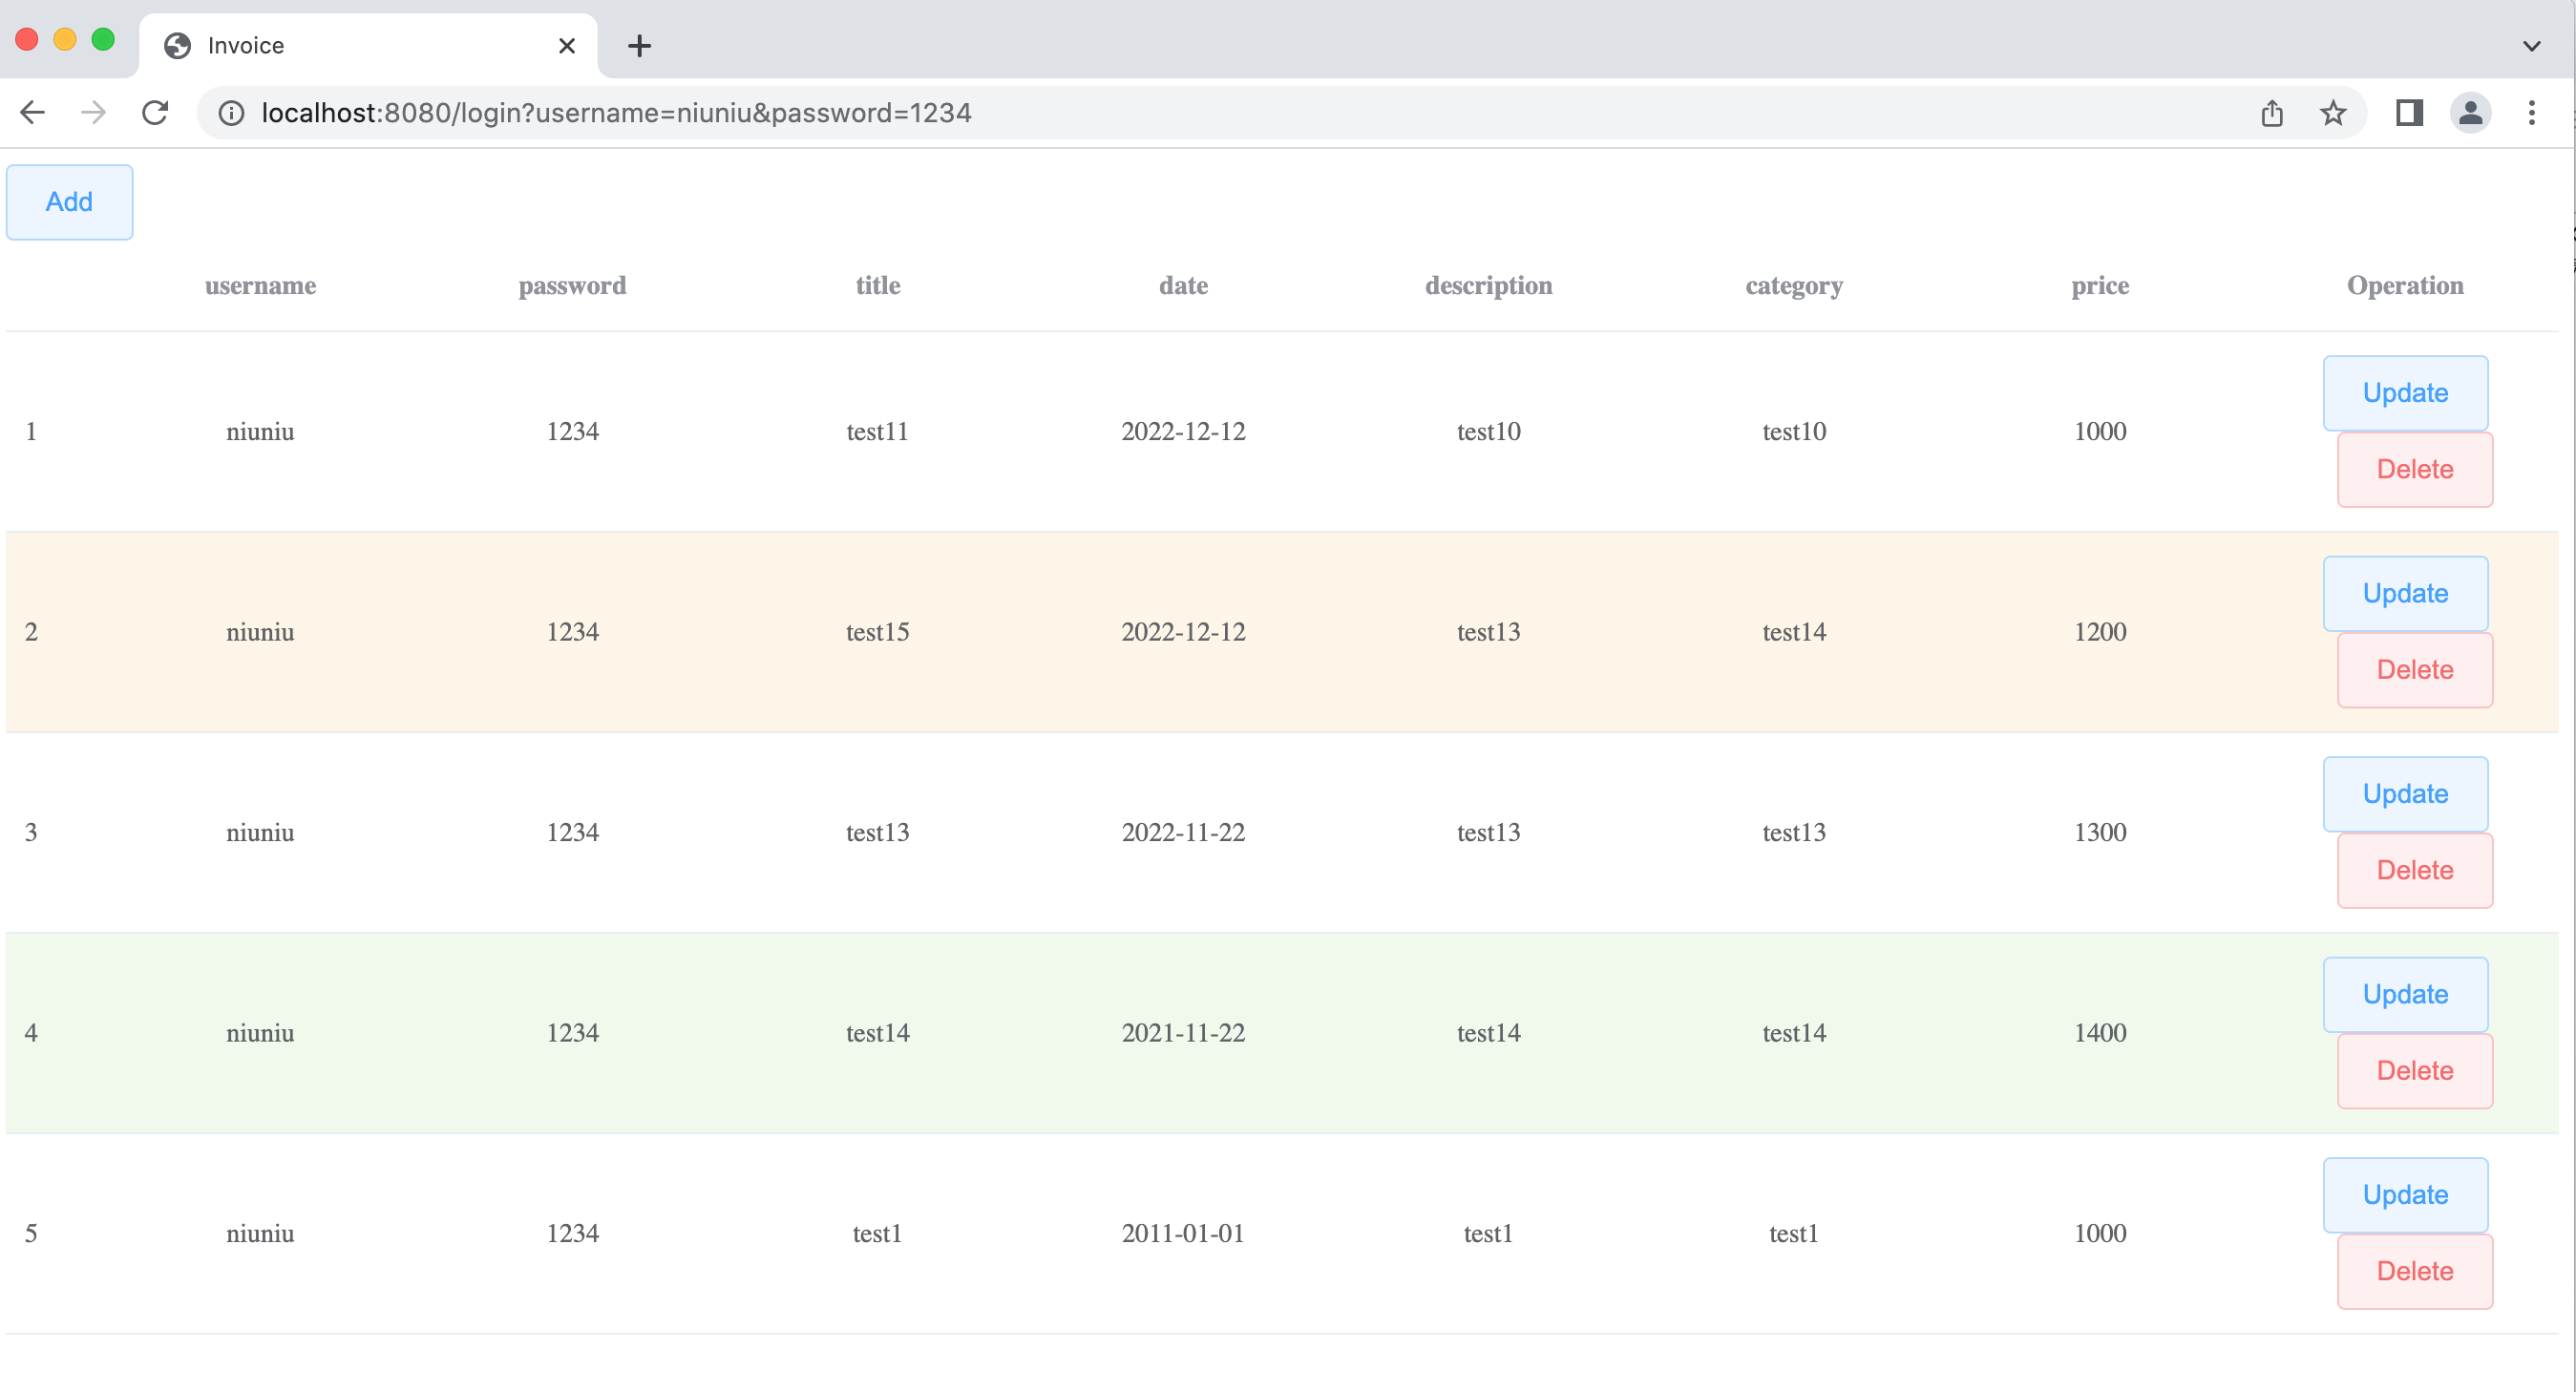 Invoice
localhost:8080/login?username=niuniu&password=1234
Add
username password title date description category price Operation
1 niuniu 1234 test11 2022-12-12 test10 test10 1000 Update
Delete
2 niuniu 1234 test15 2022-12-12 test13 test14 1200 Update
Delete
3 niuniu 1234 test13 2022-11-22 test13 test13 1300 Update
Delete
4 niuniu 1234 test14 2021-11-22 test14 test14 1400 Update
Delete
5 niuniu 1234 test1 2011-01-01 test1 test1 1000 Update
Delete